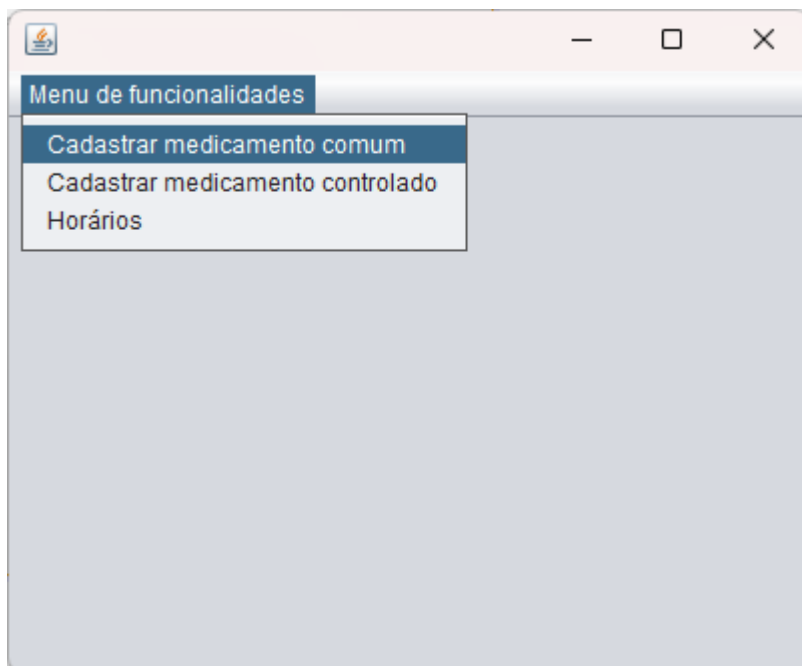 Menu de funcionalidades
Cadastrar medicamento comum
Cadastrar medicamento controlado
Horários